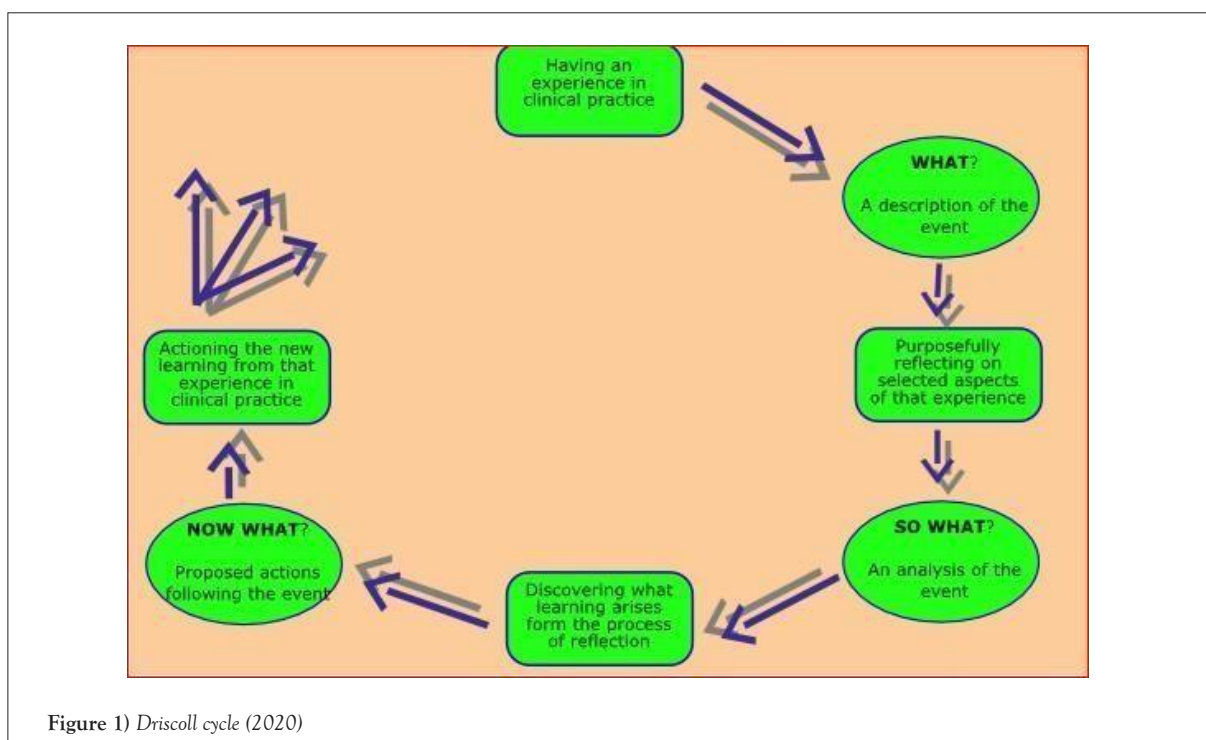 Having an
experience in
clinical practice
WHAT?
A description of the
event
Purposefully
reflecting on
selected aspects
of that experience
SO WHAT?
An analysis of the
event
Discovering what
learning arises
form the process
of reflection
NOW WHAT?
Proposed actions
following the event
Actioning the new
learning from that
experience in
clinical practice
Figure 1) Driscoll cycle (2020)